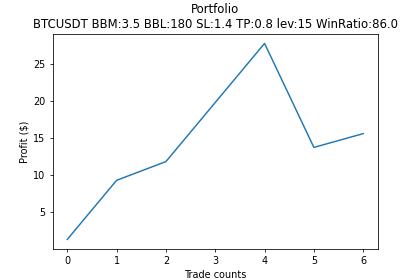 Portfolio
BTCUSDT BBM:3.5 BBL:180 SL:1.4 TP:0.8 lev:15 WinRatio:86.0
25
20
15
10
5
Profit ($)
0 1 2 3 4 5 6
Trade counts